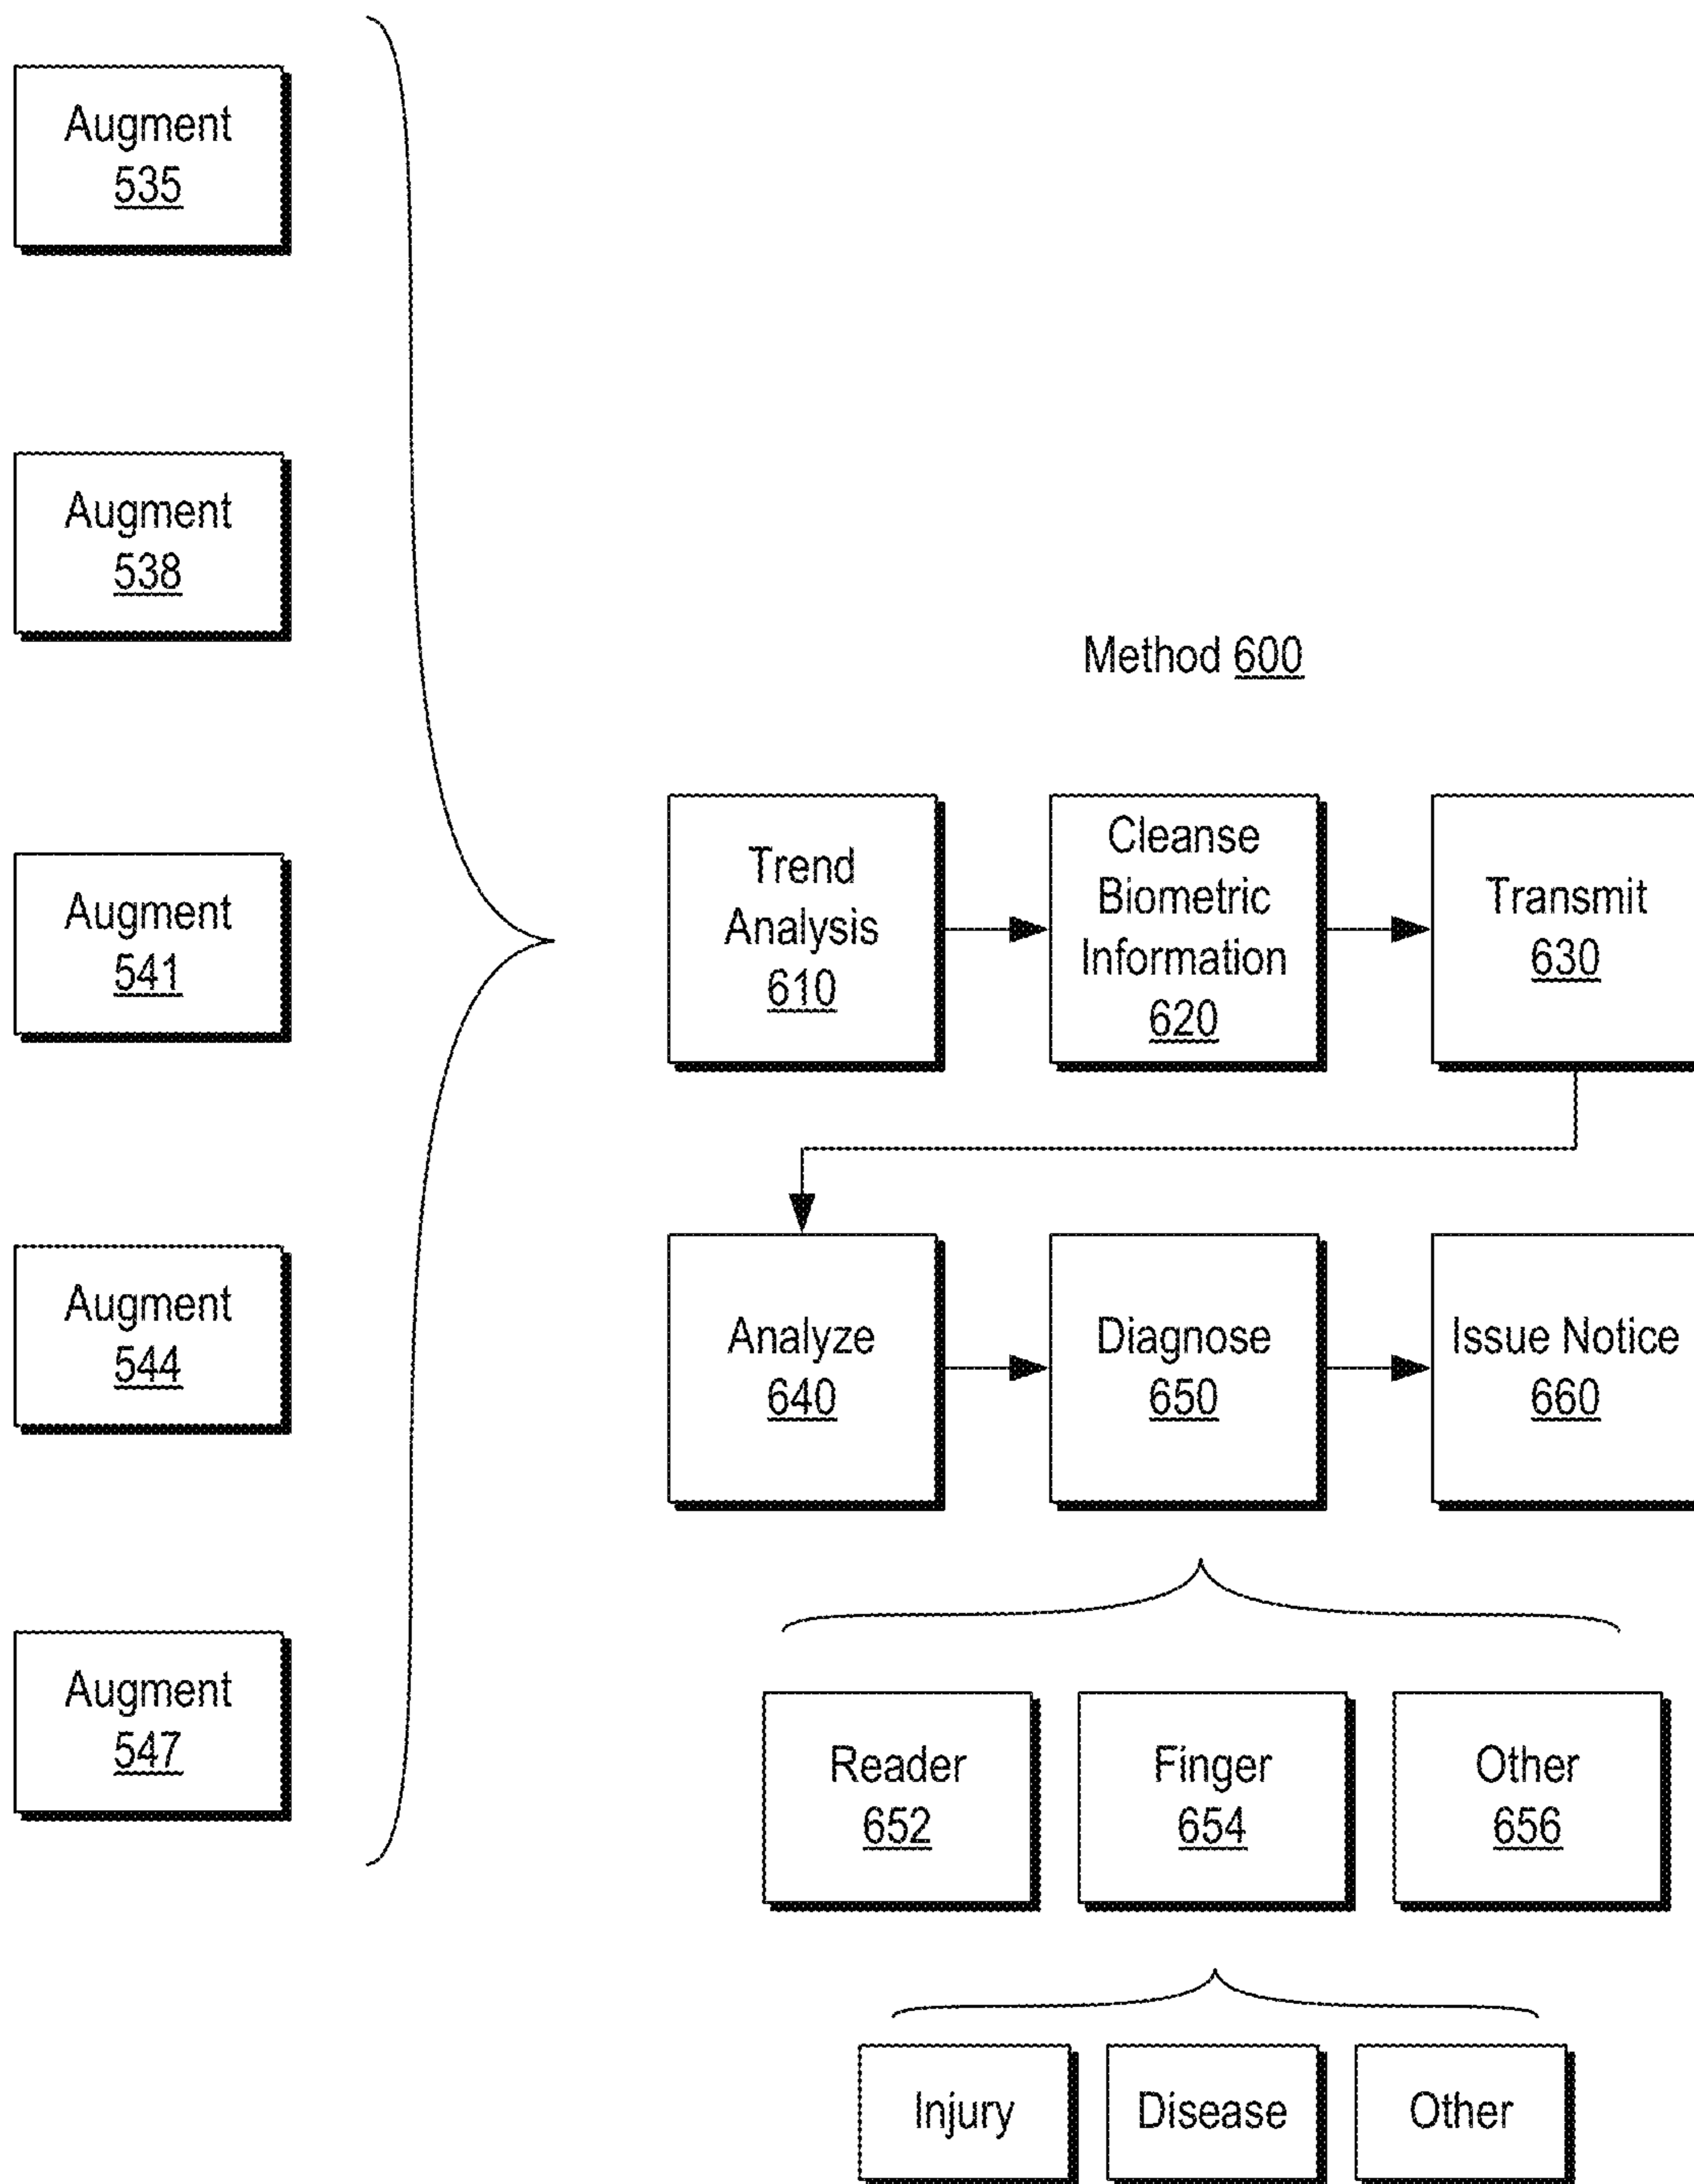 Augment
535
Augment
538
Augment
541
Augment
544
Augment
547
Method 600
Trend
Analysis
610
Cleanse
Biometric
Information
620
Transmit
630
Analyze
640
Diagnose
650
Issue Notice
660
Reader
652
Finger
654
Other
656
Injury
Disease
Other